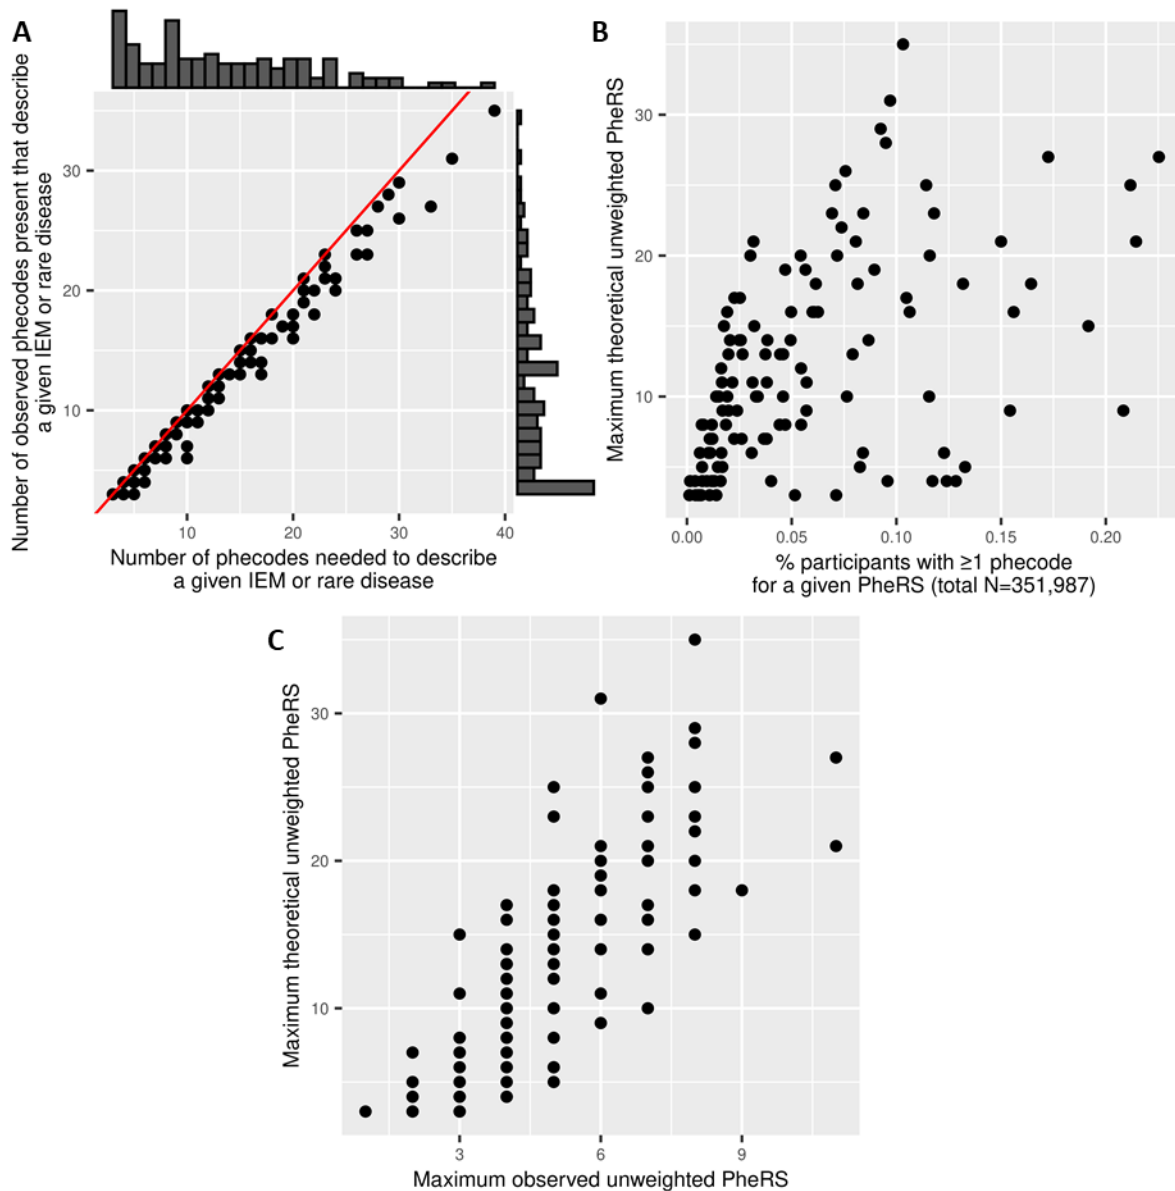 A
Number of observed phecodes present that describe
a given IEM or rare disease
30
20
10
10
20
30
40
Number of phecodes needed to describe
a given IEM or rare disease
B
Maximum theoretical unweighted PheRS
30
20
10
0.00
0.05
0.10
0.15
0.20
% participants with ≥1 phecode
for a given PheRS (total N=351,987)
C
Maximum theoretical unweighted PheRS
30
20
10
3
6
9
Maximum observed unweighted PheRS